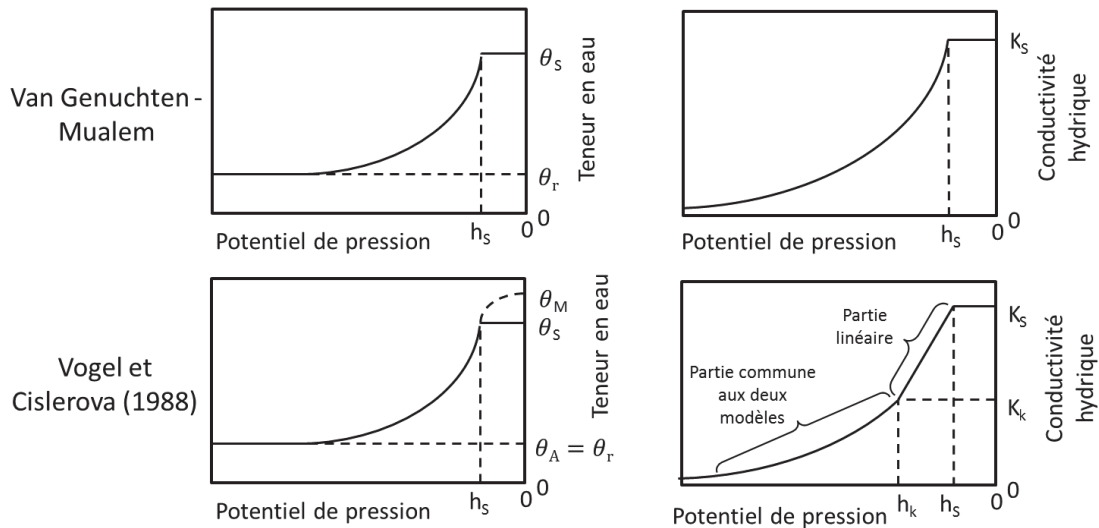 Van Genuchten -
Mualem
θS
θr
0
Teneur en eau
Potentiel de pression
hS
0
KS
0
Conductivité
hydrique
Potentiel de pression
hS
0
Vogel et
Cislerova (1988)
θM
θS
θA = θr
0
Teneur en eau
Potentiel de pression
hS
0
Partie
linéaire
Partie commune
aux deux
modèles
KS
Kk
0
Conductivité
hydrique
Potentiel de pression
hk
hS
0